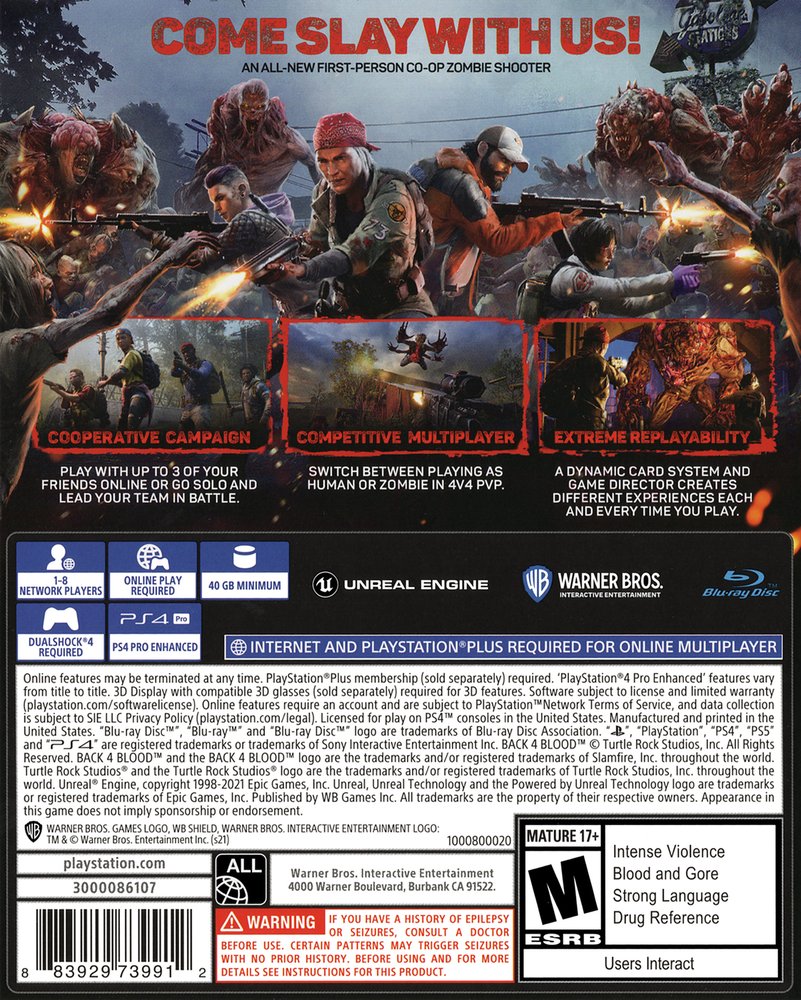 Gasoline
STATION
COME SLAY WITH US!
AN ALL-NEW FIRST-PERSON CO-OP ZOMBIE SHOOTER
73
COOPERATIVE CAMPAIGN
PLAY WITH UP TO 3 OF YOUR
FRIENDS ONLINE OR GO SOLO AND
LEAD YOUR TEAM IN BATTLE.
COMPETITIVE MULTIPLAYER
SWITCH BETWEEN PLAYING AS
HUMAN OR ZOMBIE IN 4V4 PVP.
EXTREME REPLAYABILITY
A DYNAMIC CARD SYSTEM AND
GAME DIRECTOR CREATES
DIFFERENT EXPERIENCES EACH
AND EVERY TIME YOU PLAY.
1-8
NETWORK PLAYERS
ONLINE PLAY
REQUIRED
40 GB MINIMUM
DUALSHOCK®4
REQUIRED
PS4 Pro
PS4 PRO ENHANCED
UNREAL ENGINE
WB WARNER BROS.
INTERACTIVE ENTERTAINMENT
Blu-ray Disc™
INTERNET AND PLAYSTATION®PLUS REQUIRED FOR ONLINE MULTIPLAYER
Online features may be terminated at any time. PlayStation®Plus membership (sold separately) required. ‘PlayStation®4 Pro Enhanced’ features vary
from title to title. 3D Display with compatible 3D glasses (sold separately) required for 3D features. Software subject to license and limited warranty
(playstation.com/softwarelicense). Online features require an account and are subject to PlayStation™Network Terms of Service, and data collection
is subject to SIE LLC Privacy Policy (playstation.com/legal). Licensed for play on PS4™ consoles in the United States. Manufactured and printed in the
United States. “Blu-ray Disc™”, “Blu-ray™” and “Blu-ray Disc™” logo are trademarks of Blu-ray Disc Association. “PS”, “PlayStation”, “PS4”, “PS5”
and “PS4” are registered trademarks or trademarks of Sony Interactive Entertainment Inc. BACK 4 BLOOD™ © Turtle Rock Studios, Inc. All Rights
Reserved. BACK 4 BLOOD™ and the BACK 4 BLOOD™ logo are the trademarks and/or registered trademarks of Slamfire, Inc. throughout the world.
Turtle Rock Studios® and the Turtle Rock Studios® logo are the trademarks and/or registered trademarks of Turtle Rock Studios, Inc. throughout the
world. Unreal® Engine, copyright 1998-2021 Epic Games, Inc. Unreal, Unreal Technology and the Powered by Unreal Technology logo are trademarks
or registered trademarks of Epic Games, Inc. Published by WB Games Inc. All trademarks are the property of their respective owners. Appearance in
this game does not imply sponsorship or endorsement.
WB WARNER BROS. GAMES LOGO, WB SHIELD, WARNER BROS. INTERACTIVE ENTERTAINMENT LOGO:
TM & © Warner Bros. Entertainment Inc. (s21)
1000800020
playstation.com
3000086107
ALL
Warner Bros. Interactive Entertainment
4000 Warner Boulevard, Burbank CA 91522.
8 83929 73991 2
WARNING IF YOU HAVE A HISTORY OF EPILEPSY
OR SEIZURES, CONSULT A DOCTOR
BEFORE USE. CERTAIN PATTERNS MAY TRIGGER SEIZURES
WITH NO PRIOR HISTORY. BEFORE USING AND FOR MORE
DETAILS SEE INSTRUCTIONS FOR THIS PRODUCT.
MATURE 17+
M
ESRB
Intense Violence
Blood and Gore
Strong Language
Drug Reference
Users Interact